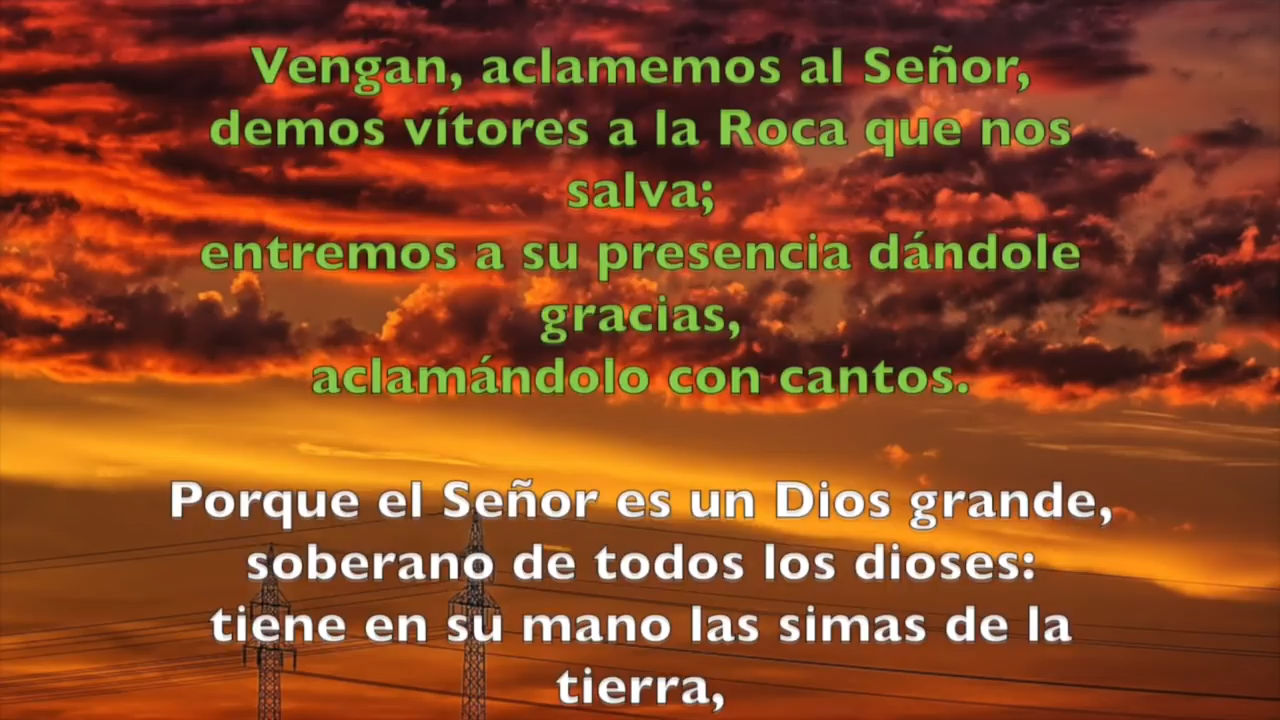 Vengan, aclamemos al Señor,
demos vítores a la Roca que nos
salva;
entremos a su presencia dándole
gracias,
aclamándolo con cantos.
Porque el Señor es un Dios grande,
soberano de todos los dioses:
tiene en su mano las simas de la
tierra,